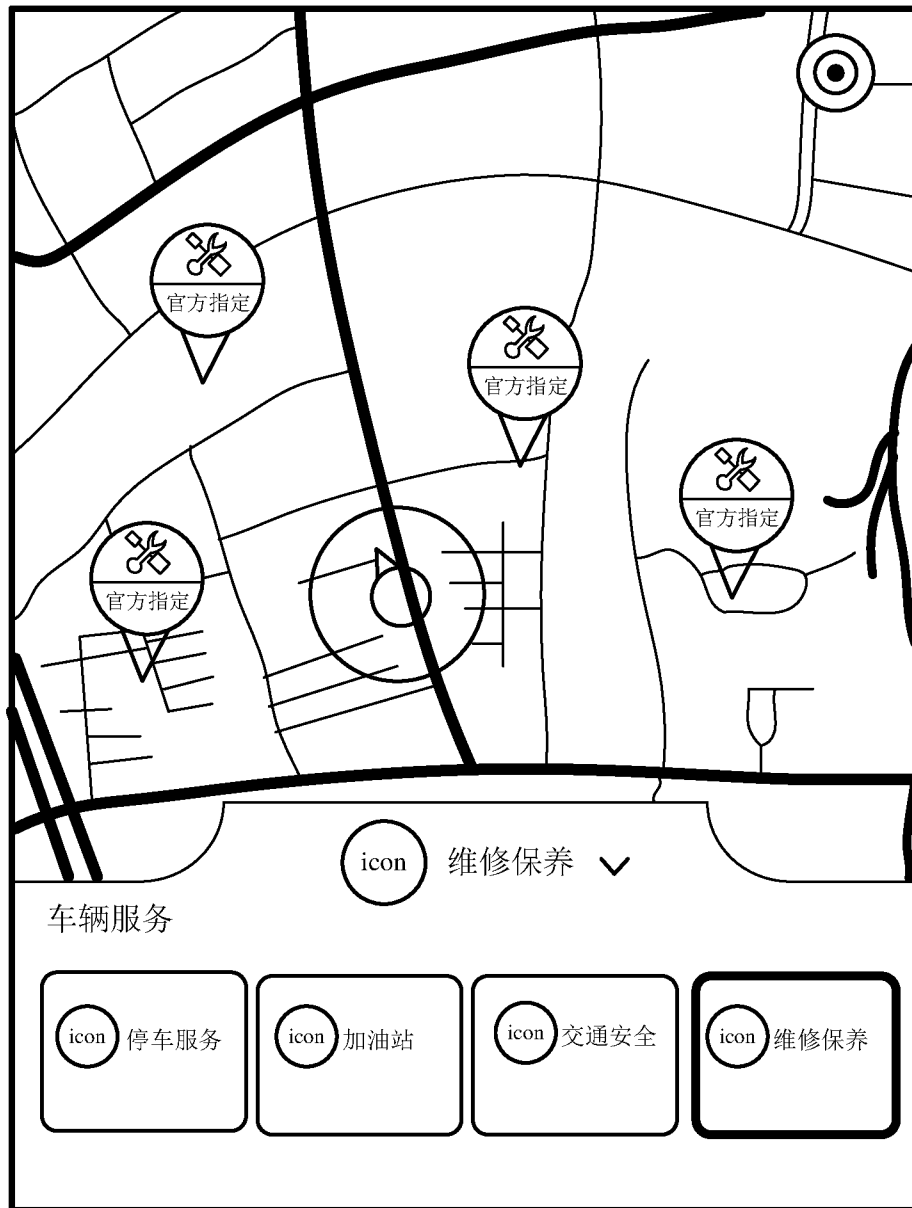 官方指定
官方指定
官方指定
官方指定
icon 维修保养
车辆服务
icon 停车服务
icon 加油站
icon 交通安全
icon 维修保养